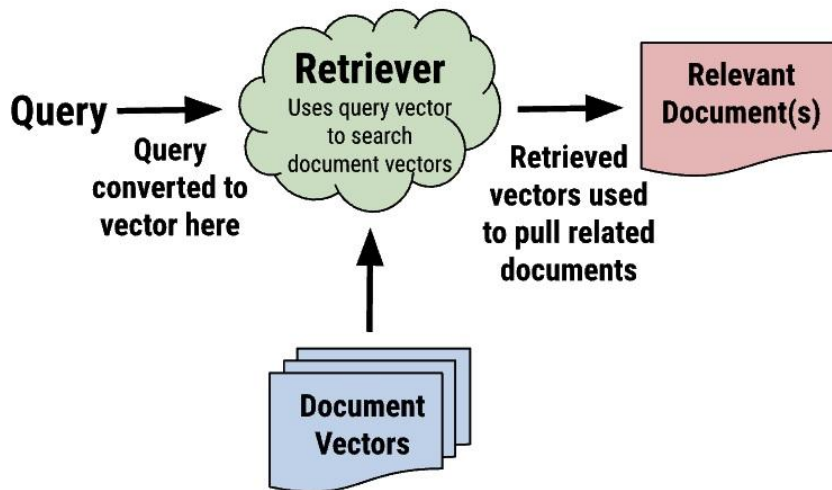 Query
Query
converted to
vector here
Retriever
Uses query vector
to search
document vectors
Retrieved
vectors used
to pull related
documents
Relevant
Document(s)
Document
Vectors